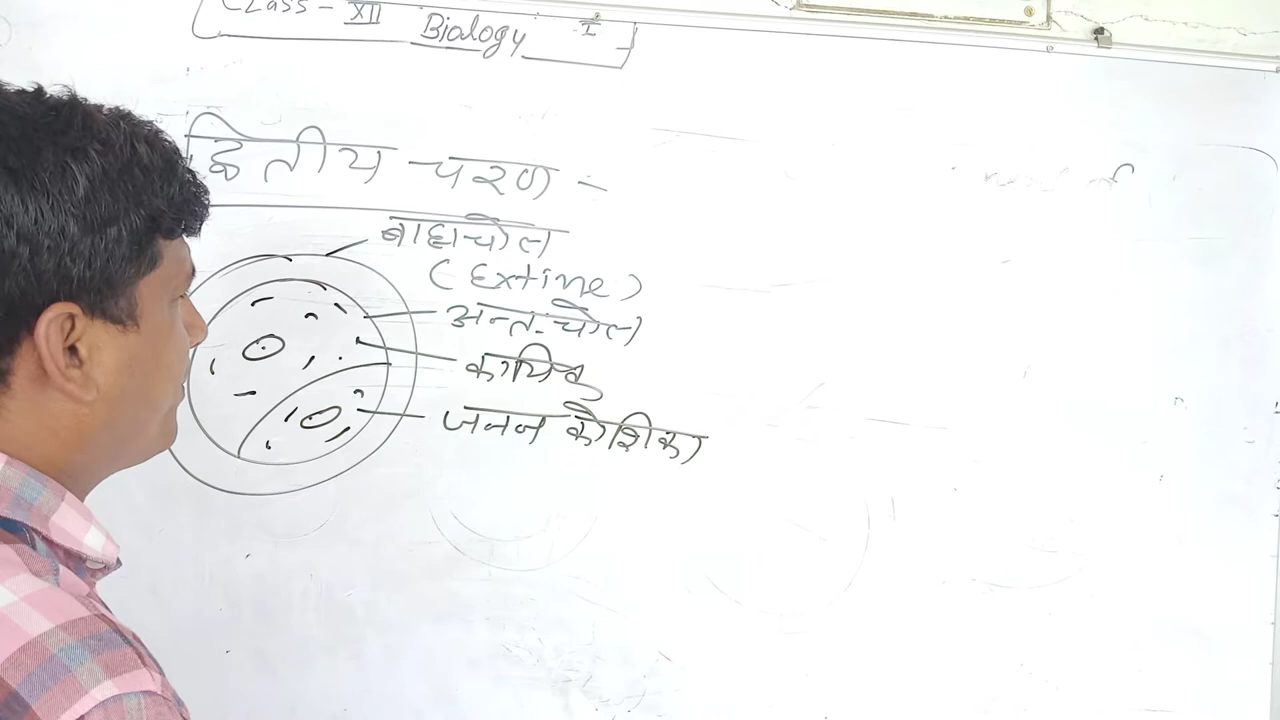 Class - XII
Biology I
द्वितीय चरण -
बाह्यचोल
(Extine)
अन्तःचोल
कायिक
जनन कोशिका